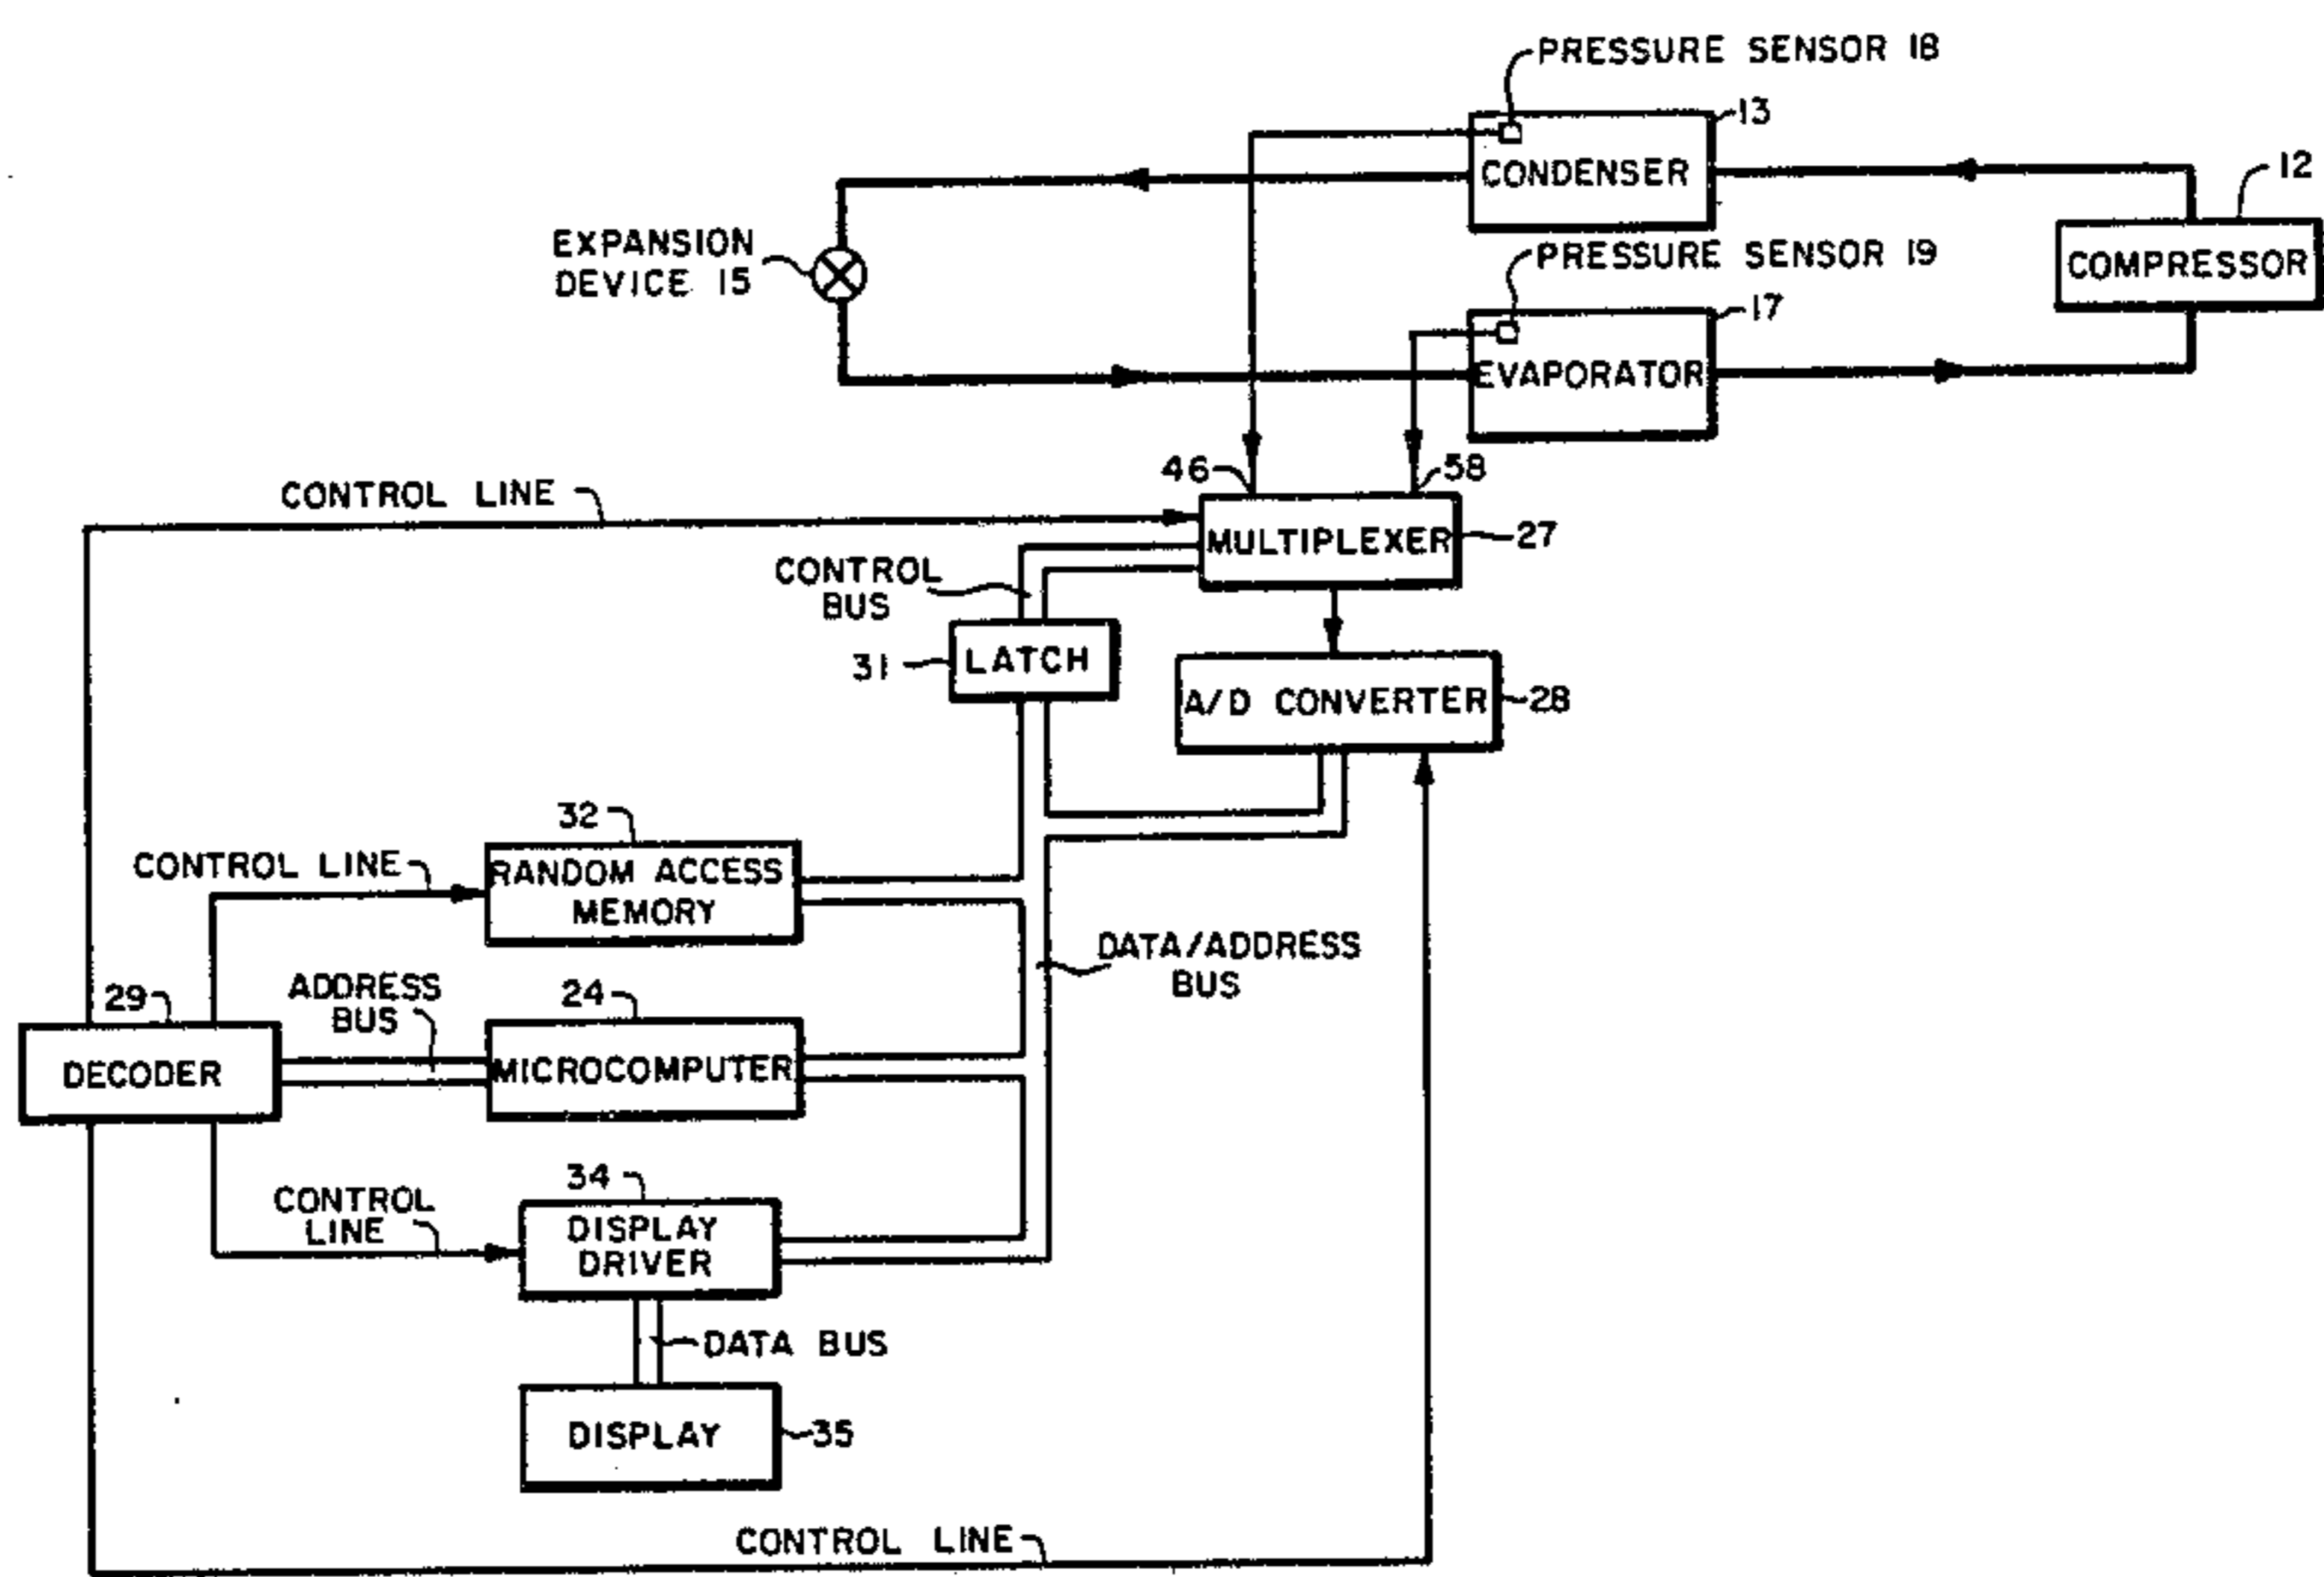 PRESSURE SENSOR 18
13
CONDENSER
12
EXPANSION
DEVICE 15
PRESSURE SENSOR 19
COMPRESSOR
17
EVAPORATOR
46
58
CONTROL LINE
MULTIPLEXER
27
CONTROL
BUS
31
LATCH
A/D CONVERTER
28
32
CONTROL LINE
RANDOM ACCESS
MEMORY
DATA/ADDRESS
BUS
29
ADDRESS
BUS
24
DECODER
MICROCOMPUTER
34
CONTROL
LINE
DISPLAY
DRIVER
DATA BUS
DISPLAY
35
CONTROL LINE